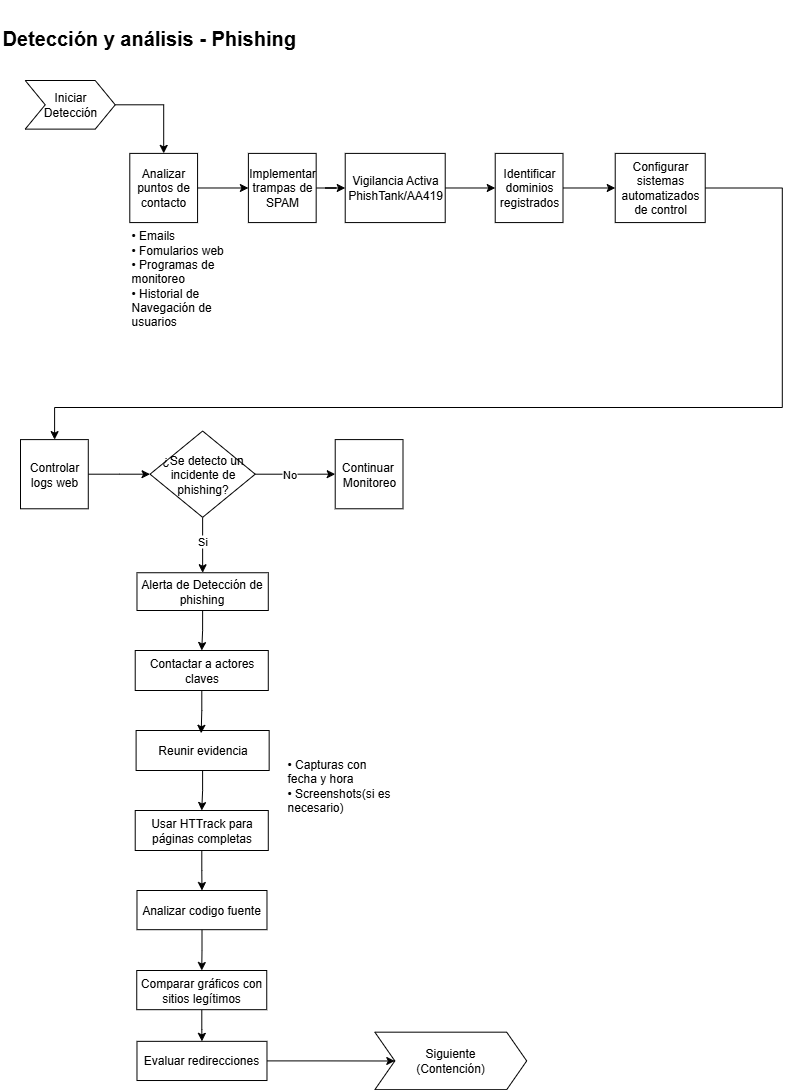 Detección y análisis - Phishing
Iniciar
Detección
Analizar
puntos de
contacto
Implementar
trampas de
SPAM
Vigilancia Activa
PhishTank/AA419
Identificar
dominios
registrados
Configurar
sistemas
automatizados
de control
• Emails
• Fomularios web
• Programas de
monitoreo
• Historial de
Navegación de
usuarios
Controlar
logs web
¿Se detecto un
incidente de
phishing?
No
Continuar
Monitoreo
Si
Alerta de Detección de
phishing
Contactar a actores
claves
Reunir evidencia
• Capturas con
fecha y hora
• Screenshots(si es
necesario)
Usar HTTrack para
páginas completas
Analizar codigo fuente
Comparar gráficos con
sitios legítimos
Evaluar redirecciones
Siguiente
(Contención)